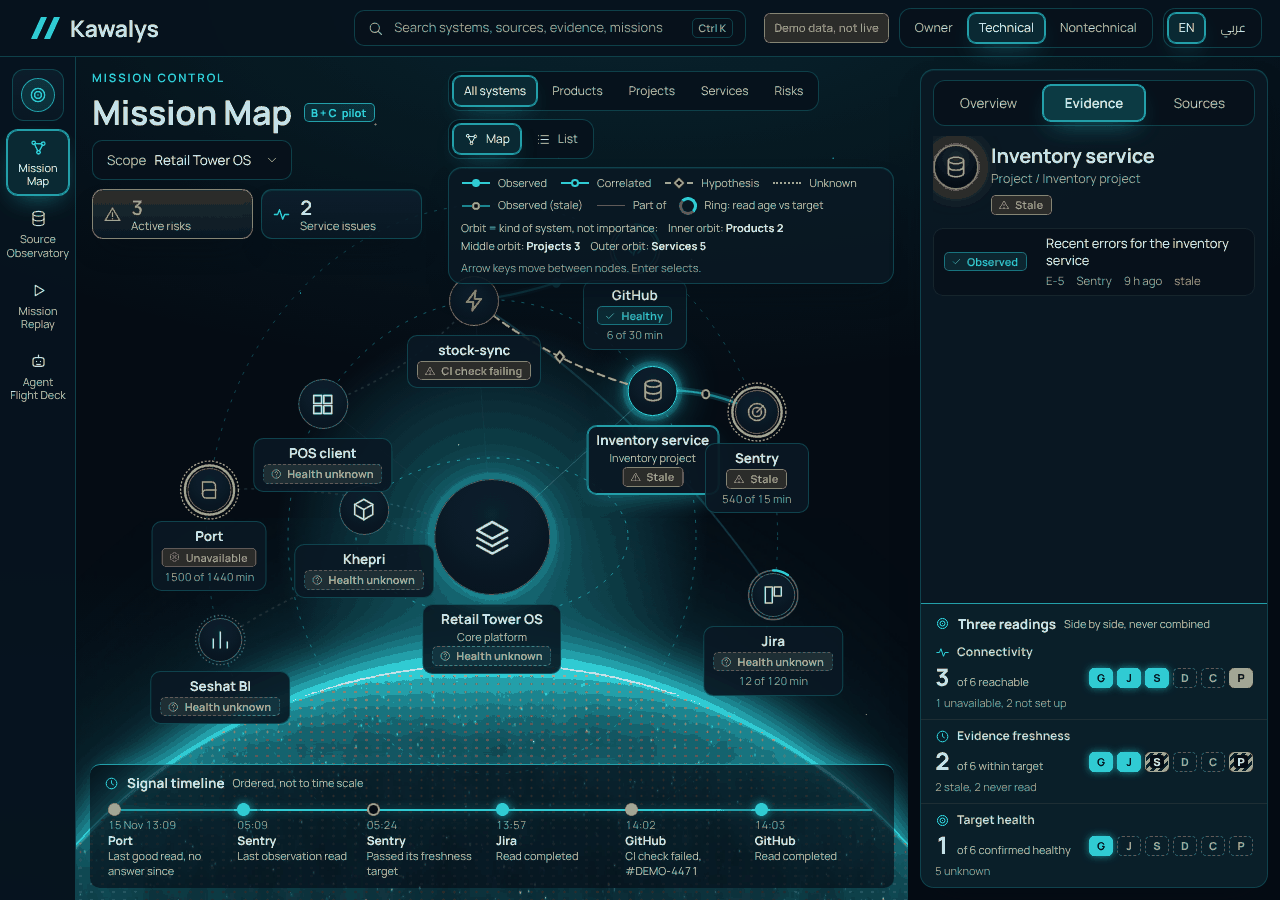 Kawalys
Search systems, sources, evidence, missions
Ctrl K
Demo data, not live
Owner
Technical
Nontechnical
EN
عربي
Mission
Map
Source
Observatory
Mission
Replay
Agent
Flight Deck
MISSION CONTROL
Mission Map
B + C pilot
Scope Retail Tower OS
3
Active risks
2
Service issues
All systems
Products
Projects
Services
Risks
Map
List
Observed
Correlated
Hypothesis
Unknown
Observed (stale)
Part of
Ring: read age vs target
Orbit = kind of system, not importance: Inner orbit: Products 2
Middle orbit: Projects 3 Outer orbit: Services 5
Arrow keys move between nodes. Enter selects.
GitHub
Healthy
6 of 30 min
stock-sync
CI check failing
POS client
Health unknown
Inventory service
Inventory project
Stale
Sentry
Stale
540 of 15 min
Port
Unavailable
1500 of 1440 min
Khepri
Health unknown
Retail Tower OS
Core platform
Health unknown
Jira
Health unknown
12 of 120 min
Seshat BI
Health unknown
Signal timeline Ordered, not to time scale
15 Nov 13:09
Port
Last good read, no
answer since
05:09
Sentry
Last observation read
05:24
Sentry
Passed its freshness
target
13:57
Jira
Read completed
14:02
GitHub
CI check failed,
#DEMO-4471
14:03
GitHub
Read completed
Overview
Evidence
Sources
Inventory service
Project / Inventory project
Stale
Observed
Recent errors for the inventory
service
E-5 Sentry 9 h ago stale
Three readings Side by side, never combined
Connectivity
3 of 6 reachable
G J S D C P
1 unavailable, 2 not set up
Evidence freshness
2 of 6 within target
G J S D C P
2 stale, 2 never read
Target health
1 of 6 confirmed healthy
G J S D C P
5 unknown